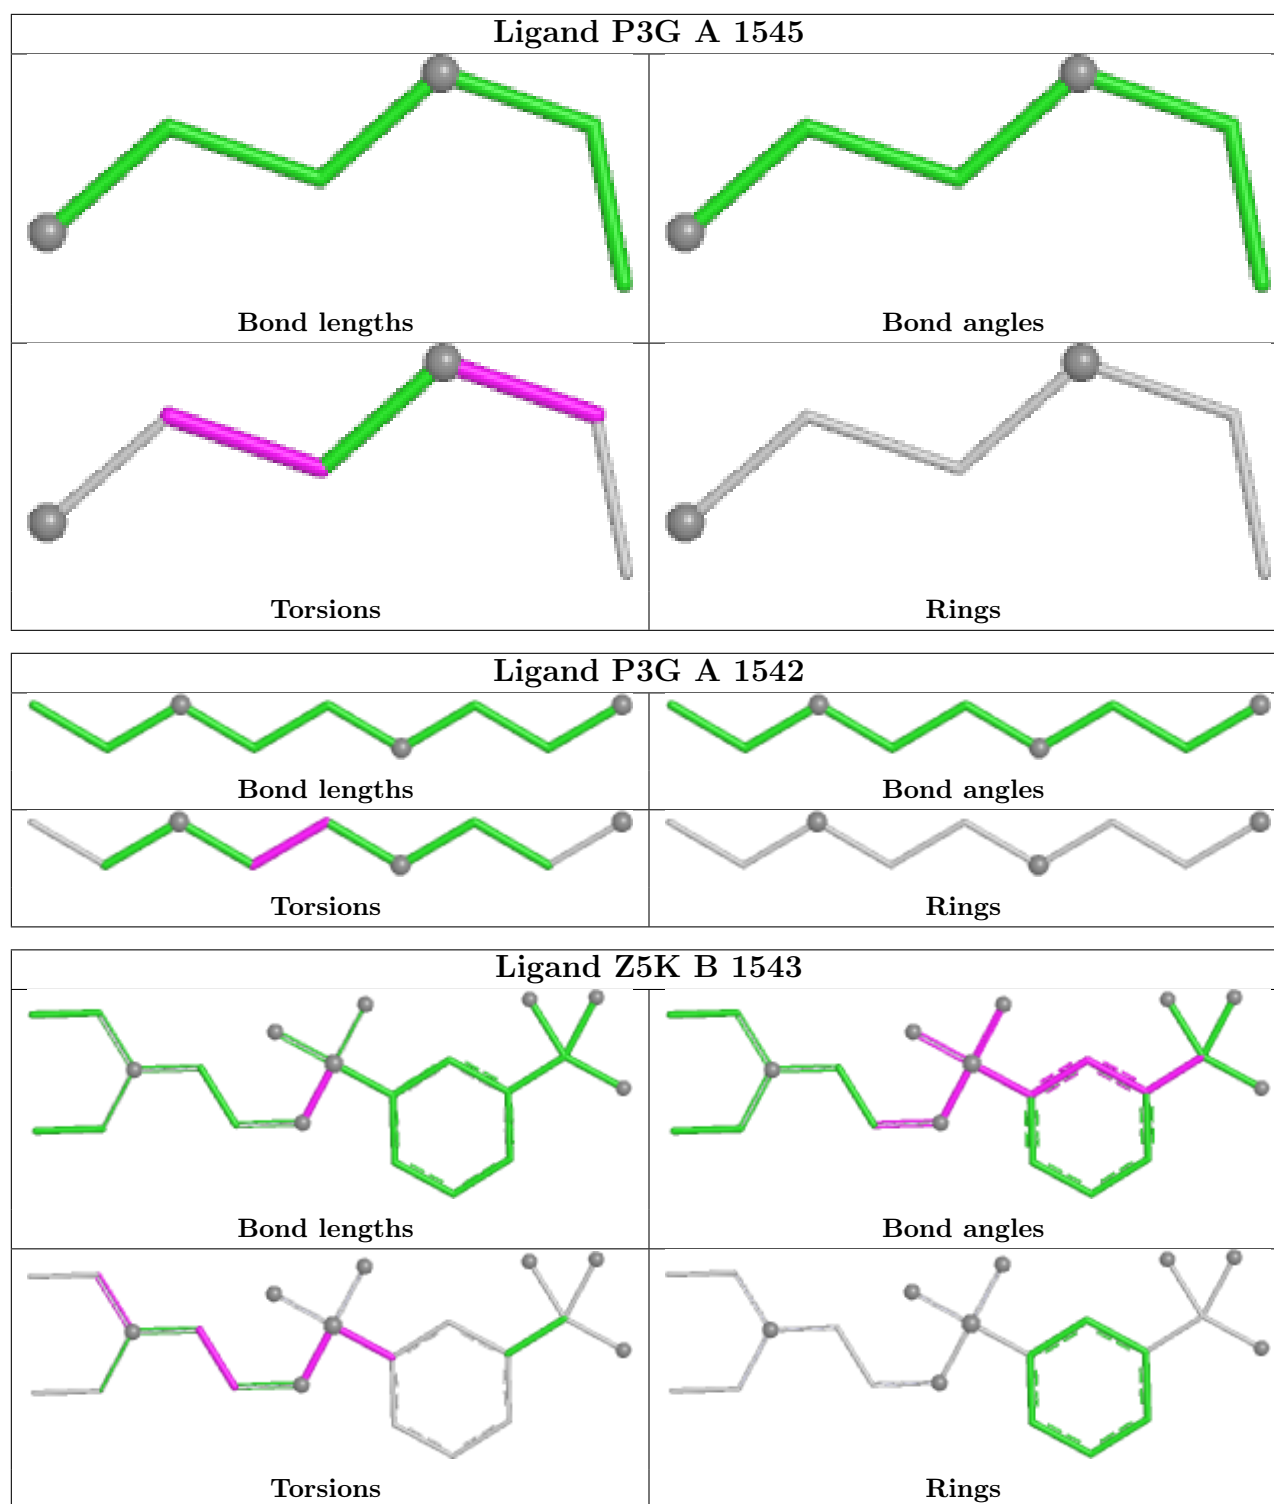 Ligand P3G A 1545
Bond lengths
Bond angles
Torsions
Rings
Ligand P3G A 1542
Bond lengths
Bond angles
Torsions
Rings
Ligand Z5K B 1543
Bond lengths
Bond angles
Torsions
Rings